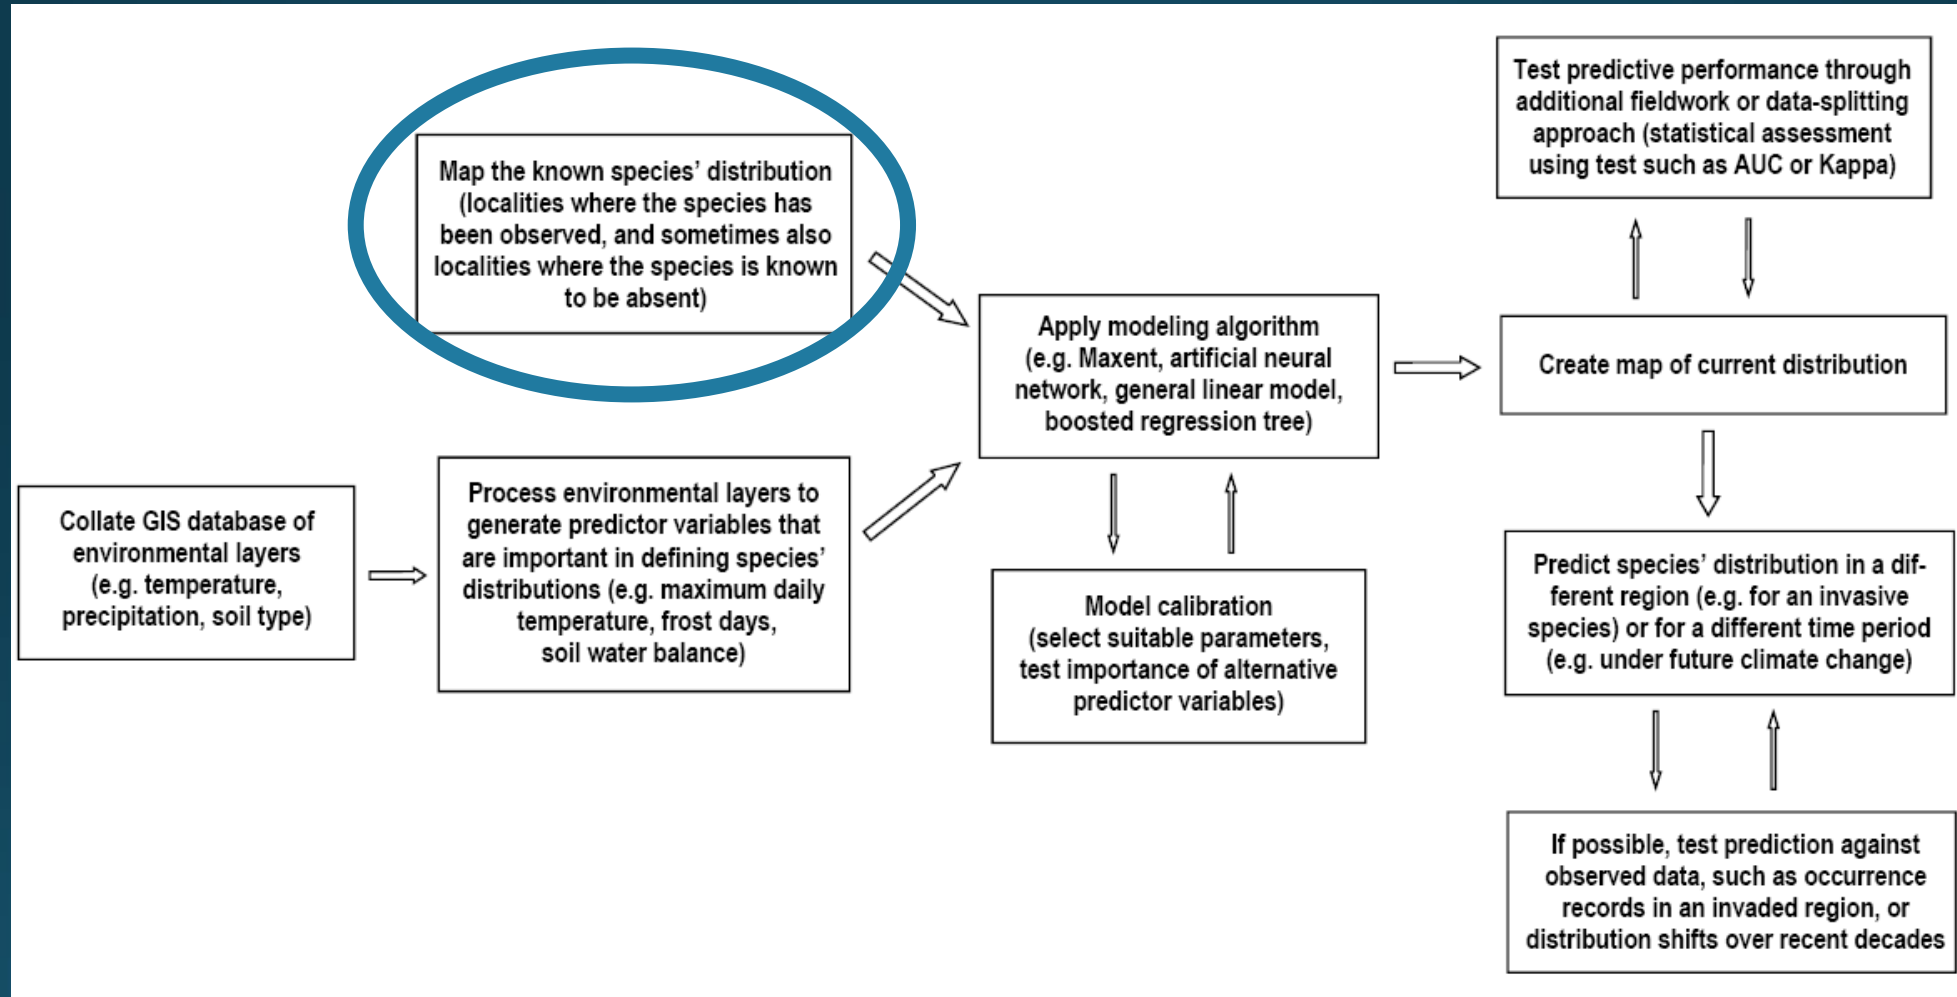 Map the known species’ distribution
(localities where the species has
been observed, and sometimes also
localities where the species is known
to be absent)
Collate GIS database of
environmental layers
(e.g. temperature,
precipitation, soil type)
Process environmental layers to
generate predictor variables that
are important in defining species’
distributions (e.g. maximum daily
temperature, frost days,
soil water balance)
Apply modeling algorithm
(e.g. Maxent, artificial neural
network, general linear model,
boosted regression tree)
Model calibration
(select suitable parameters,
test importance of alternative
predictor variables)
Test predictive performance through
additional fieldwork or data-splitting
approach (statistical assessment
using test such as AUC or Kappa)
Create map of current distribution
Predict species’ distribution in a dif-
ferent region (e.g. for an invasive
species) or for a different time period
(e.g. under future climate change)
If possible, test prediction against
observed data, such as occurrence
records in an invaded region, or
distribution shifts over recent decades